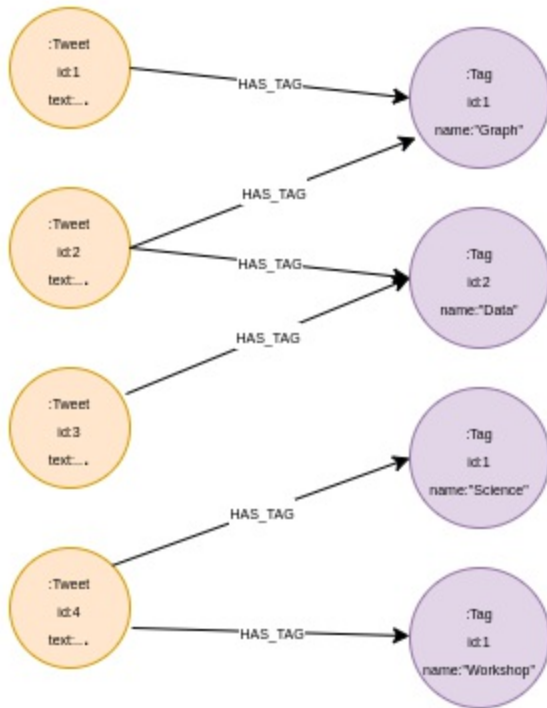 :Tweet
id:1
text:...
HAS_TAG
:Tag
id:1
name:"Graph"
:Tweet
id:2
text:...
HAS_TAG
HAS_TAG
:Tag
id:2
name:"Data"
:Tweet
id:3
text:...
HAS_TAG
:Tag
id:1
name:"Science"
:Tweet
id:4
text:...
HAS_TAG
HAS_TAG
:Tag
id:1
name:"Workshop"